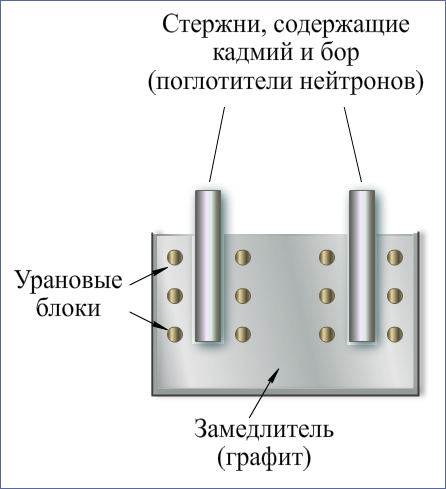 Стержни, содержащие
кадмий и бор
(поглотители нейтронов)
Урановые
блоки
Замедлитель
(графит)